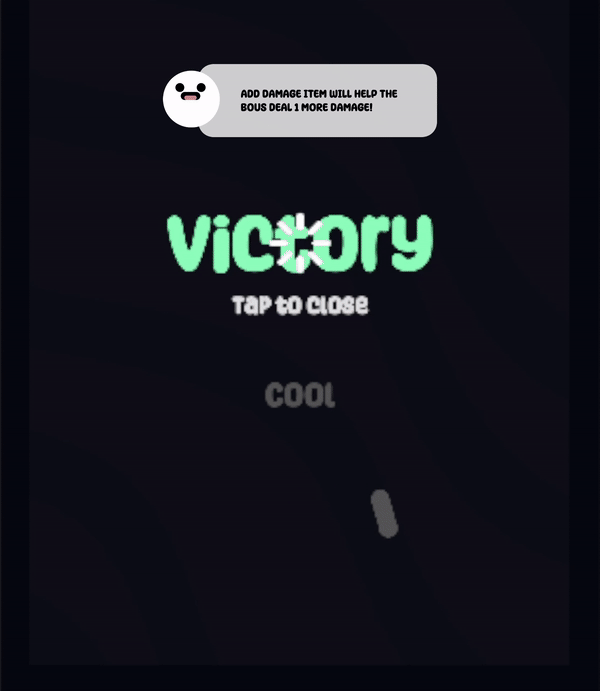 ADD DAMAGE ITEM WILL HELP THE
BOUS DEAL 1 MORE DAMAGE!
Victory
Tap to Close
COOL